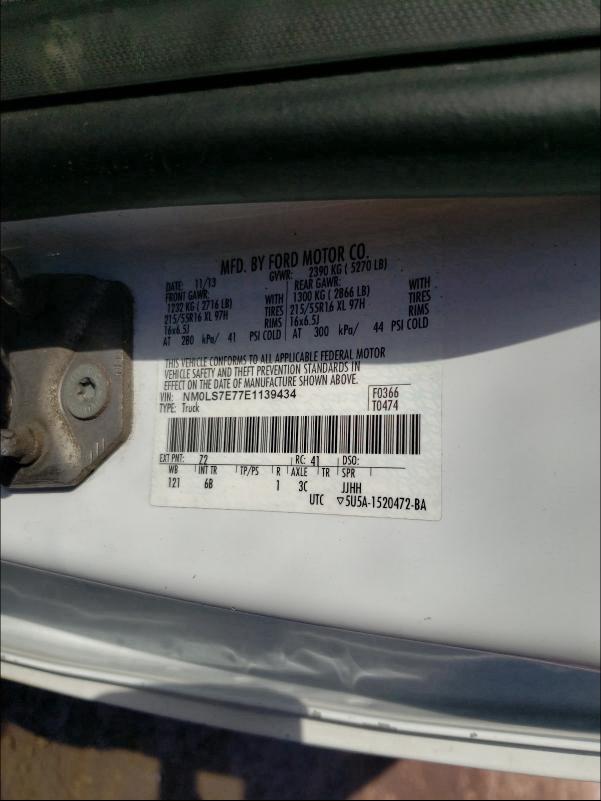 MFD. BY FORD MOTOR CO.
DATE: 11/13 GVWR: 2390 KG ( 5270 LB)
FRONT GAWR: REAR GAWR:
1232 KG ( 2716 LB) WITH 1300 KG ( 2866 LB) WITH
215/55R16 XL 97H TIRES 215/55R16 XL 97H TIRES
16x6.5J RIMS 16x6.5J RIMS
AT 280 kPa/ 41 PSI COLD AT 300 kPa/ 44 PSI COLD
THIS VEHICLE CONFORMS TO ALL APPLICABLE FEDERAL MOTOR
VEHICLE SAFETY AND THEFT PREVENTION STANDARDS IN
EFFECT ON THE DATE OF MANUFACTURE SHOWN ABOVE.
VIN: NM0LS7E77E1139434 F0366
TYPE: Truck T0474
EXT PNT: Z2 RC: 41 DSO:
WB INT TR TP/PS R AXLE TR SPR
121 6B 1 3C JJHH
UTC ▽5U5A-1520472-BA